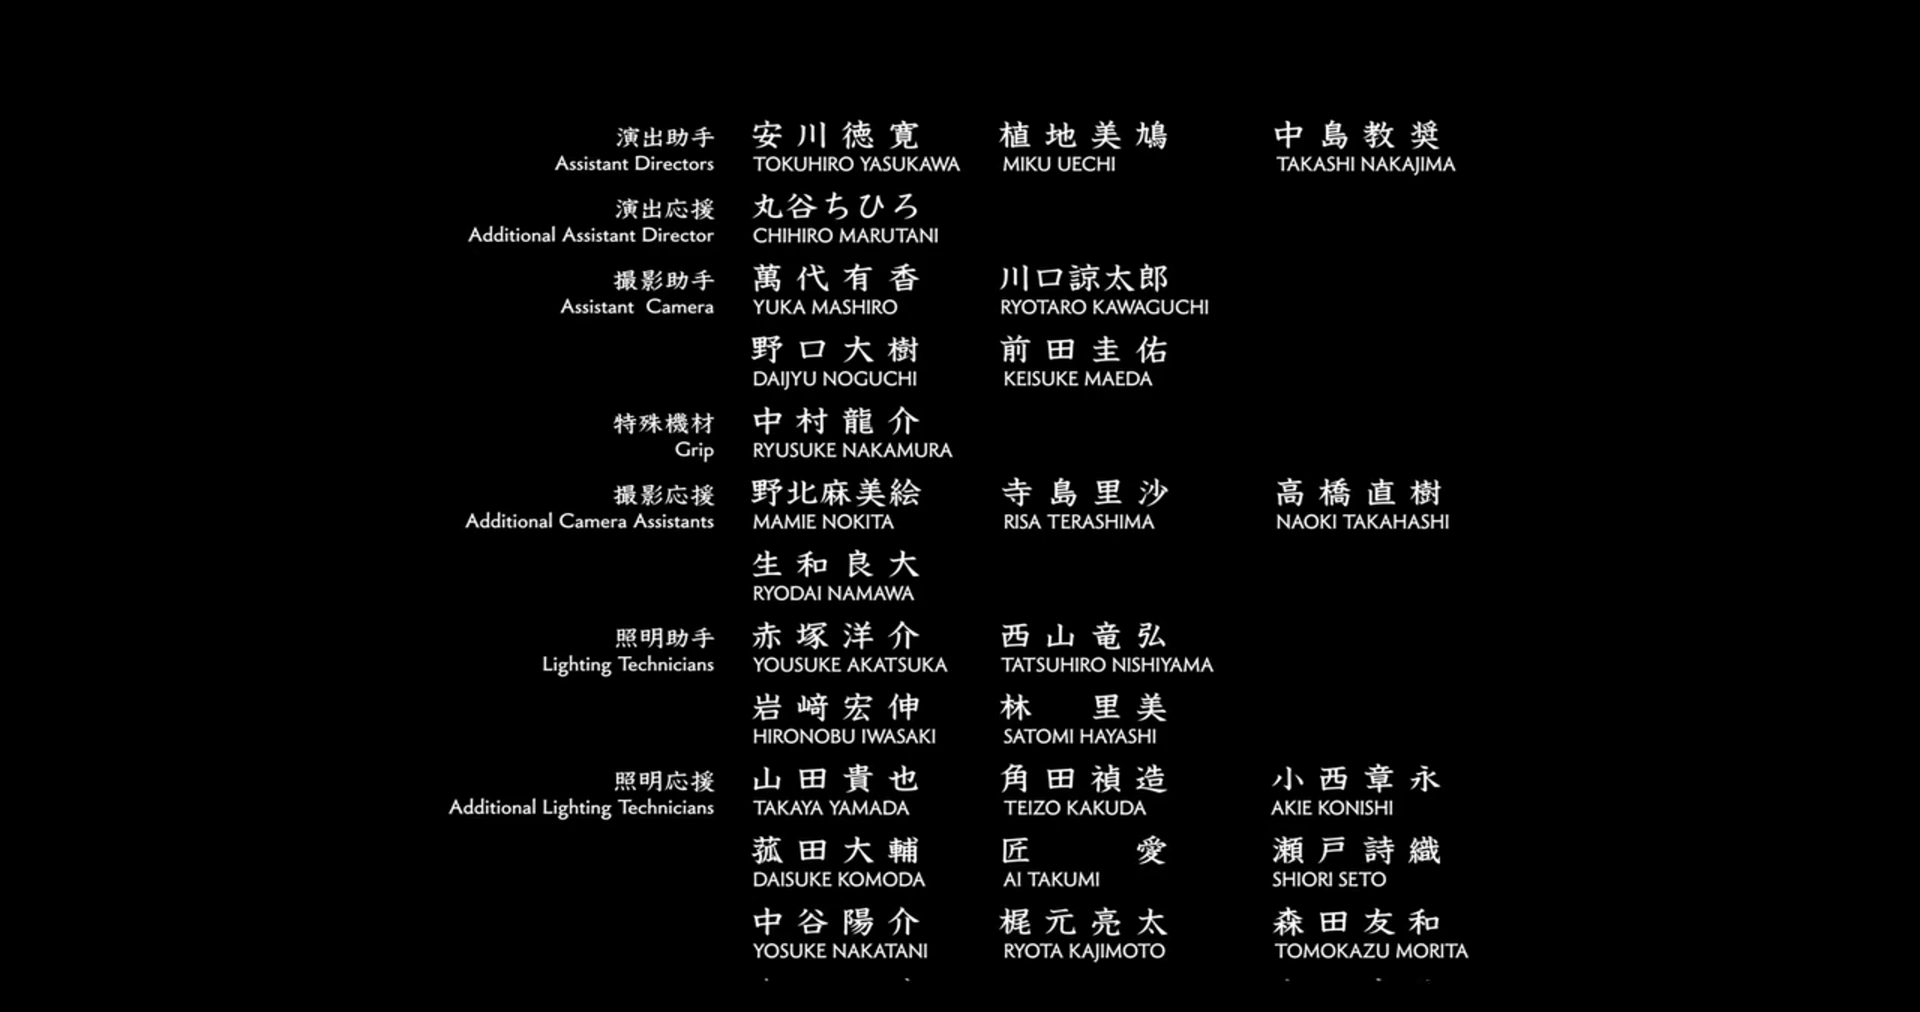 演出助手 安川徳寛 植地美鳩 中島教奨
Assistant Directors TOKUHIRO YASUKAWA MIKU UECHI TAKASHI NAKAJIMA
演出応援 丸谷ちひろ
Additional Assistant Director CHIHIRO MARUTANI
撮影助手 萬代有香 川口諒太郎
Assistant Camera YUKA MASHIRO RYOTARO KAWAGUCHI
野口大樹 前田圭佑
DAIJYU NOGUCHI KEISUKE MAEDA
特殊機材 中村龍介
Grip RYUSUKE NAKAMURA
撮影応援 野北麻美絵 寺島里沙 高橋直樹
Additional Camera Assistants MAMIE NOKITA RISA TERASHIMA NAOKI TAKAHASHI
生和良大
RYODAI NAMAWA
照明助手 赤塚洋介 西山竜弘
Lighting Technicians YOUSUKE AKATSUKA TATSUHIRO NISHIYAMA
岩﨑宏伸 林 里美
HIRONOBU IWASAKI SATOMI HAYASHI
照明応援 山田貴也 角田禎造 小西章永
Additional Lighting Technicians TAKAYA YAMADA TEIZO KAKUDA AKIE KONISHI
菰田大輔 匠 愛 瀬戸詩織
DAISUKE KOMODA AI TAKUMI SHIORI SETO
中谷陽介 梶元亮太 森田友和
YOSUKE NAKATANI RYOTA KAJIMOTO TOMOKAZU MORITA